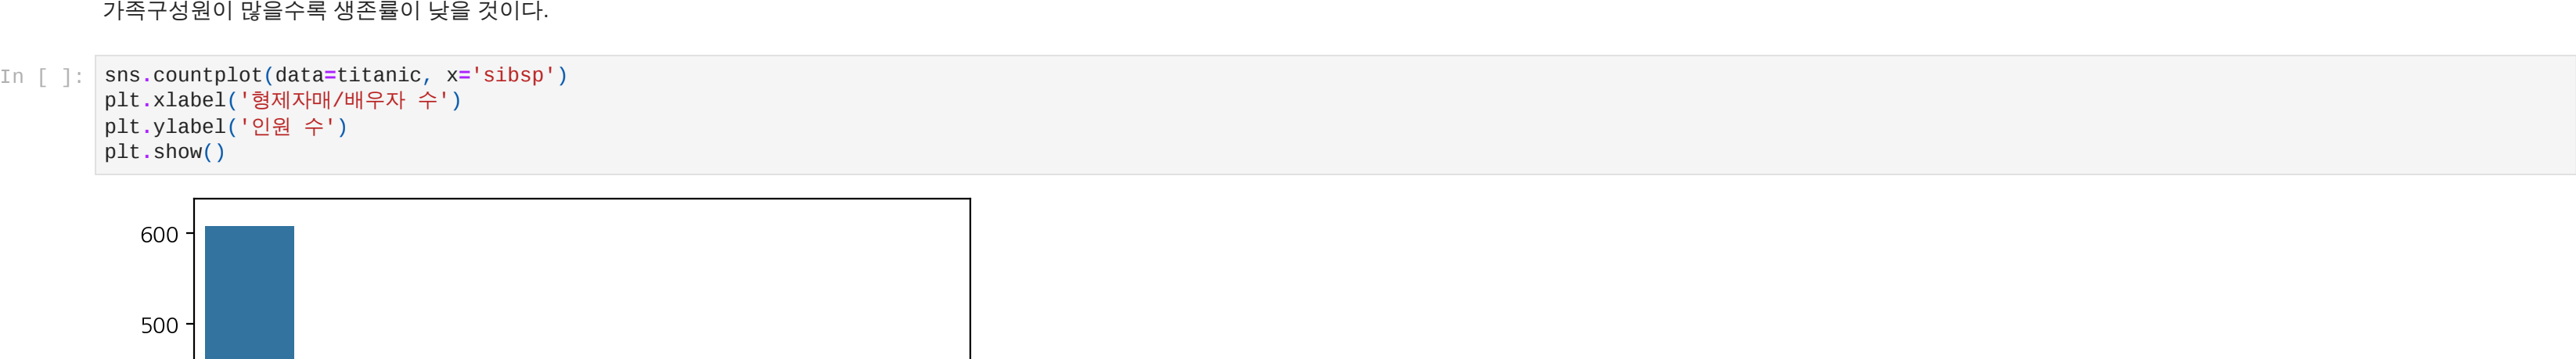 가족구성원이 많을수록 생존률이 낮을 것이다.
In [ ]:
sns.countplot(data=titanic, x='sibsp')
plt.xlabel('형제자매/배우자 수')
plt.ylabel('인원 수')
plt.show()
600
500